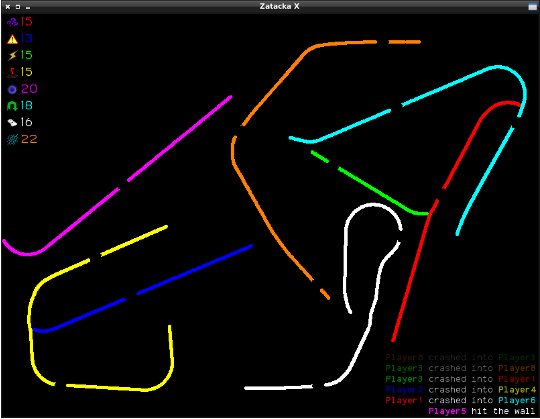 Zatacka X
15
13
15
15
20
18
16
22
Player8 crashed into
Player3 crashed into Player8
Player3 crashed into Player1
Player2 crashed into Player4
Player1 crashed into Player6
Player5 hit the wall